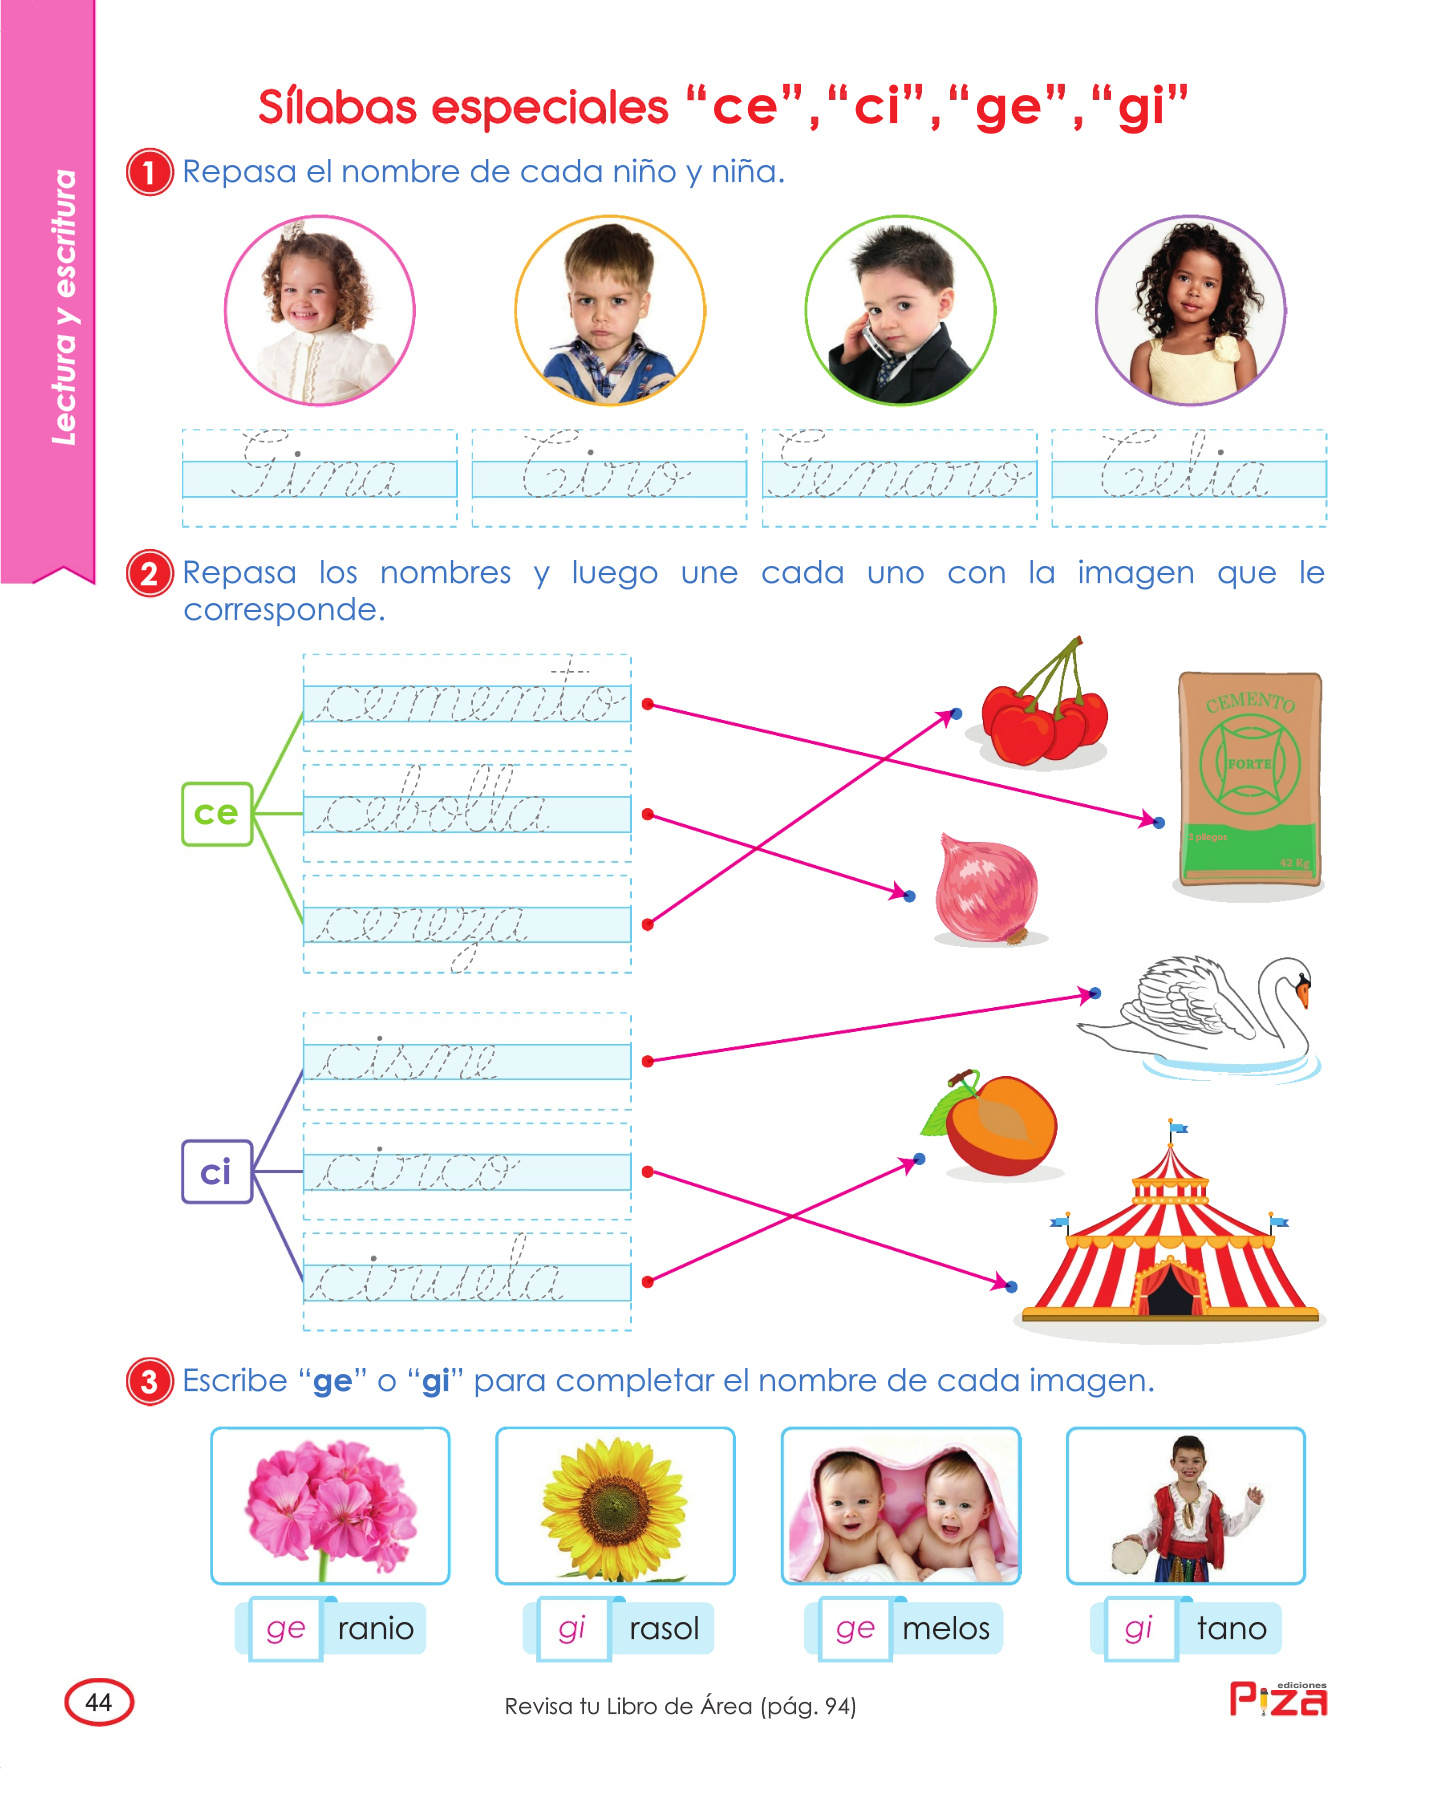 Lectura y escritura
Sílabas especiales “ce”, “ci”, “ge”, “gi”
1 Repasa el nombre de cada niño y niña.
Gina Ciro Genaro Celia
2 Repasa los nombres y luego une cada uno con la imagen que le
corresponde.
ce
cemento
cebolla
cereza
CEMENTO
FORTE
3 pliegos
42 Kg
ci
cisne
circo
ciruela
3 Escribe “ge” o “gi” para completar el nombre de cada imagen.
ge ranio gi rasol ge melos gi tano
44
Revisa tu Libro de Área (pág. 94)
ediciones
Piza